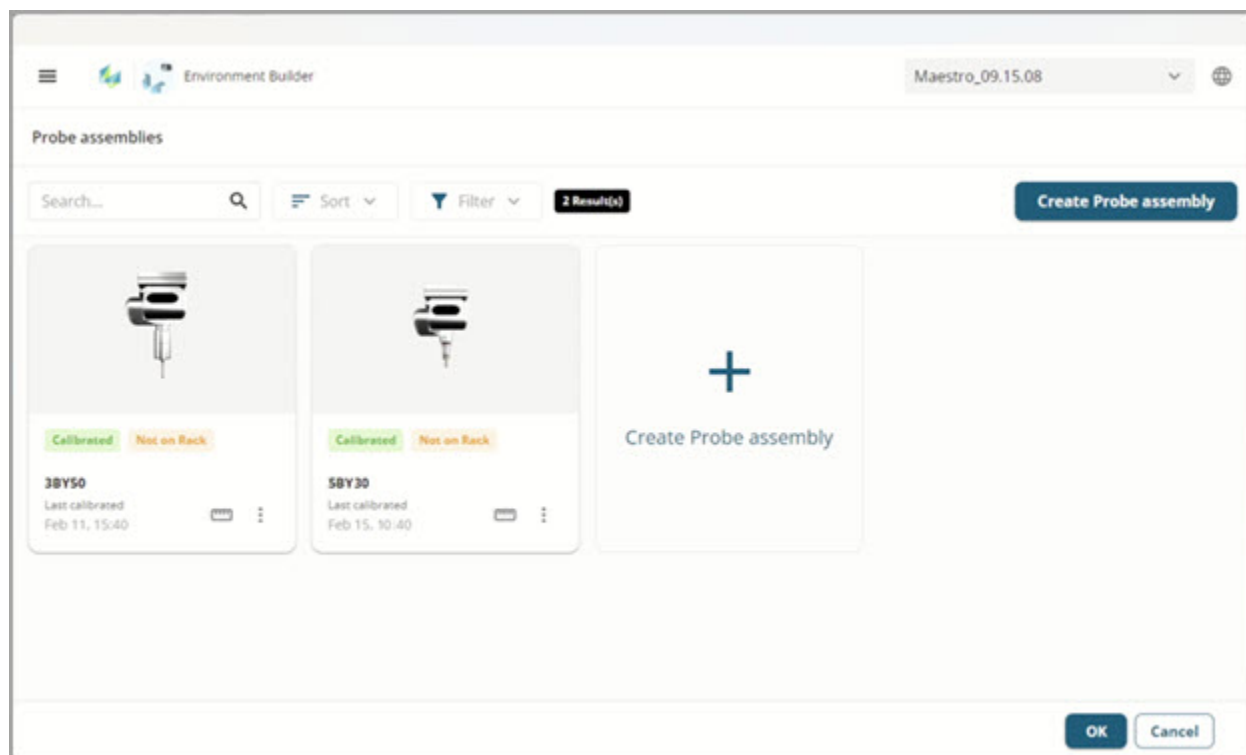 Environment Builder
Maestro_09.15.08
Probe assemblies
Search...
Sort
Filter
2 Result(s)
Create Probe assembly
Calibrated
Not on Rack
3BY50
Last calibrated
Feb 11, 15:40
Calibrated
Not on Rack
5BY30
Last calibrated
Feb 15, 10:40
Create Probe assembly
OK
Cancel